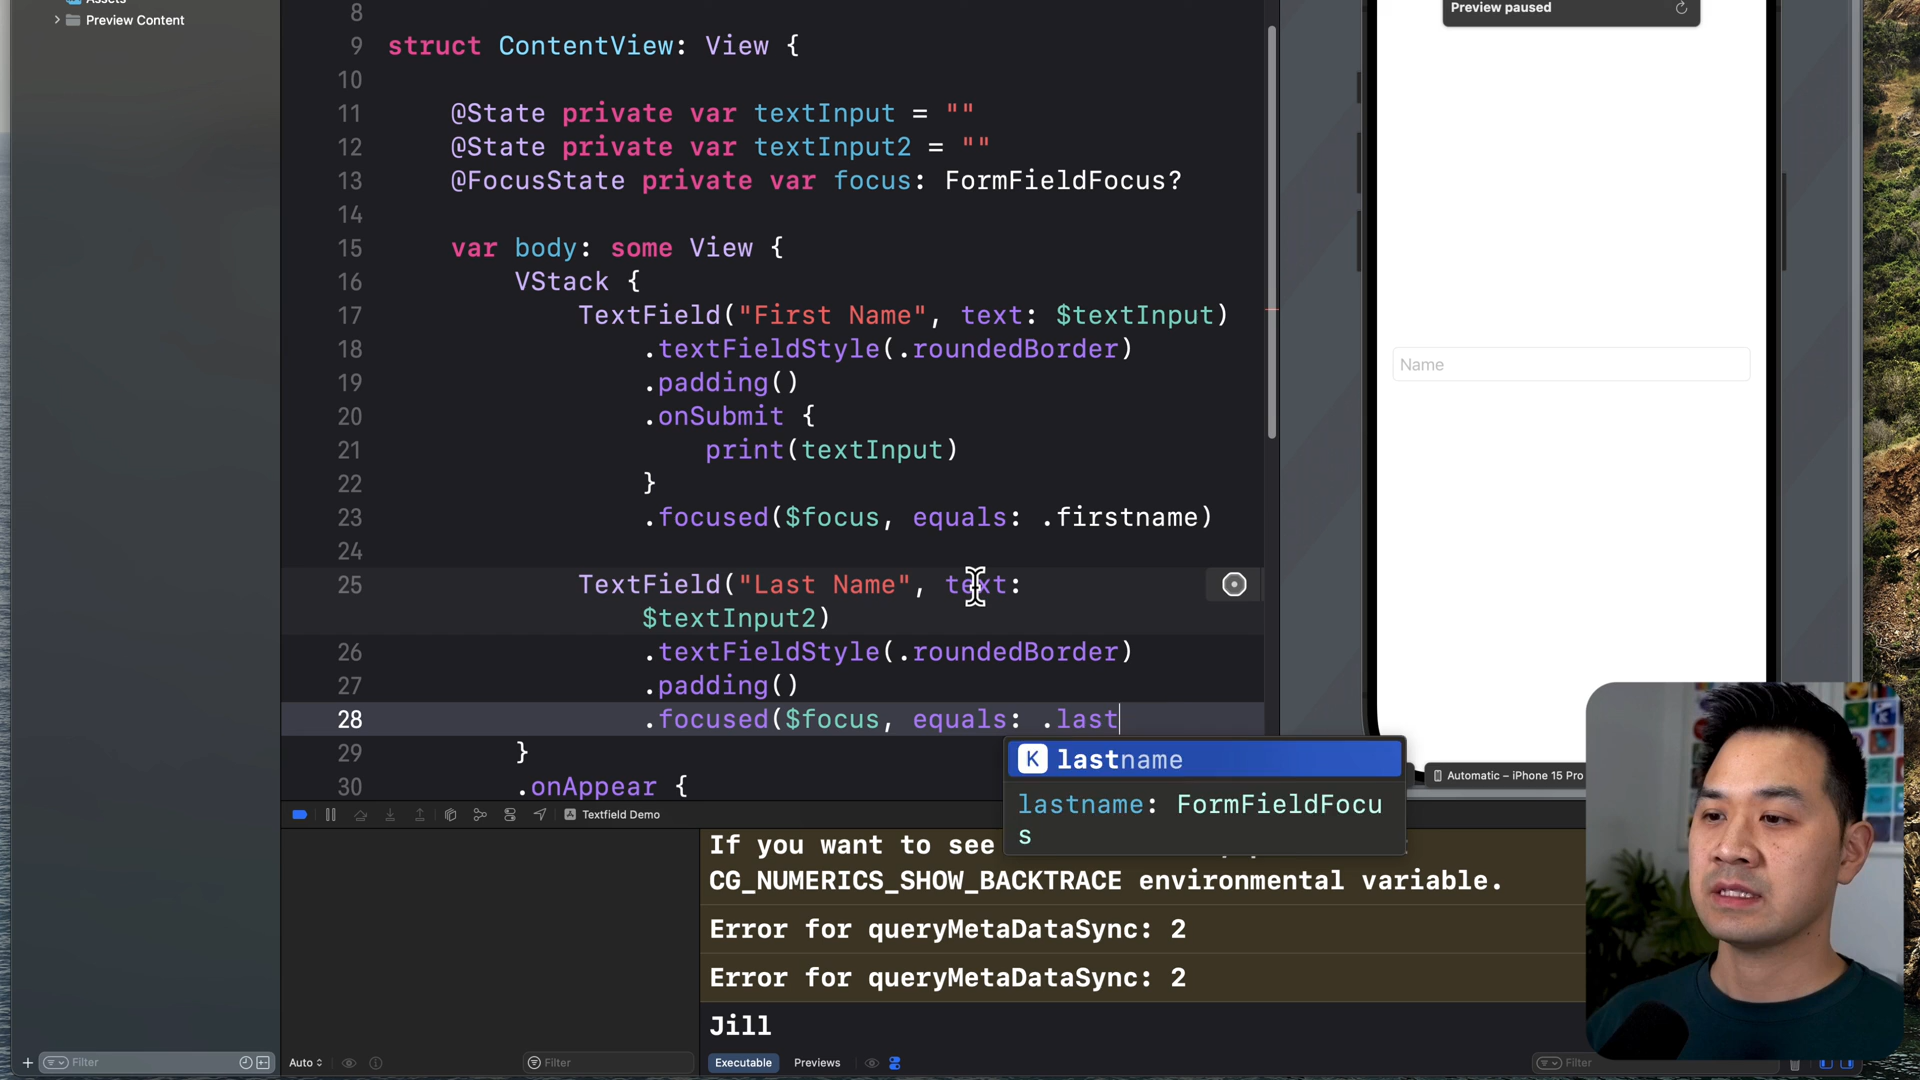 Assets
Preview Content
8
9 struct ContentView: View {
10
11 @State private var textInput = ""
12 @State private var textInput2 = ""
13 @FocusState private var focus: FormFieldFocus?
14
15 var body: some View {
16 VStack {
17 TextField("First Name", text: $textInput)
18 .textFieldStyle(.roundedBorder)
19 .padding()
20 .onSubmit {
21 print(textInput)
22 }
23 .focused($focus, equals: .firstname)
24
25 TextField("Last Name", text:
$textInput2)
26 .textFieldStyle(.roundedBorder)
27 .padding()
28 .focused($focus, equals: .last
29 }
30 .onAppear {
K lastname
lastname: FormFieldFocu
s
Preview paused
Name
Automatic – iPhone 15 Pro
Textfield Demo
If you want to see
CG_NUMERICS_SHOW_BACKTRACE environmental variable.
Error for queryMetaDataSync: 2
Error for queryMetaDataSync: 2
Jill
Filter
Auto
Filter
Executable
Previews
Filter